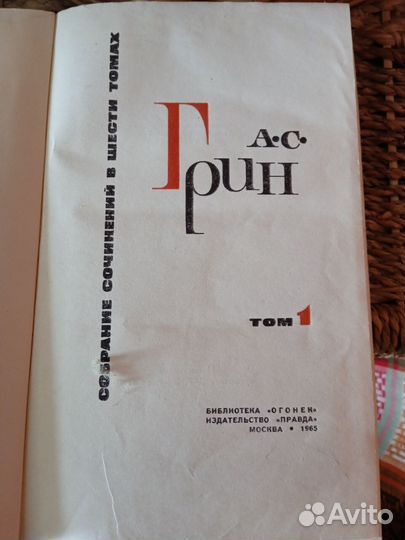 СОБРАНИЕ СОЧИНЕНИЙ В ШЕСТИ ТОМАХ
А·С·
Грин
ТОМ 1
БИБЛИОТЕКА «ОГОНЕК»
ИЗДАТЕЛЬСТВО «ПРАВДА»
МОСКВА • 1965
Avito